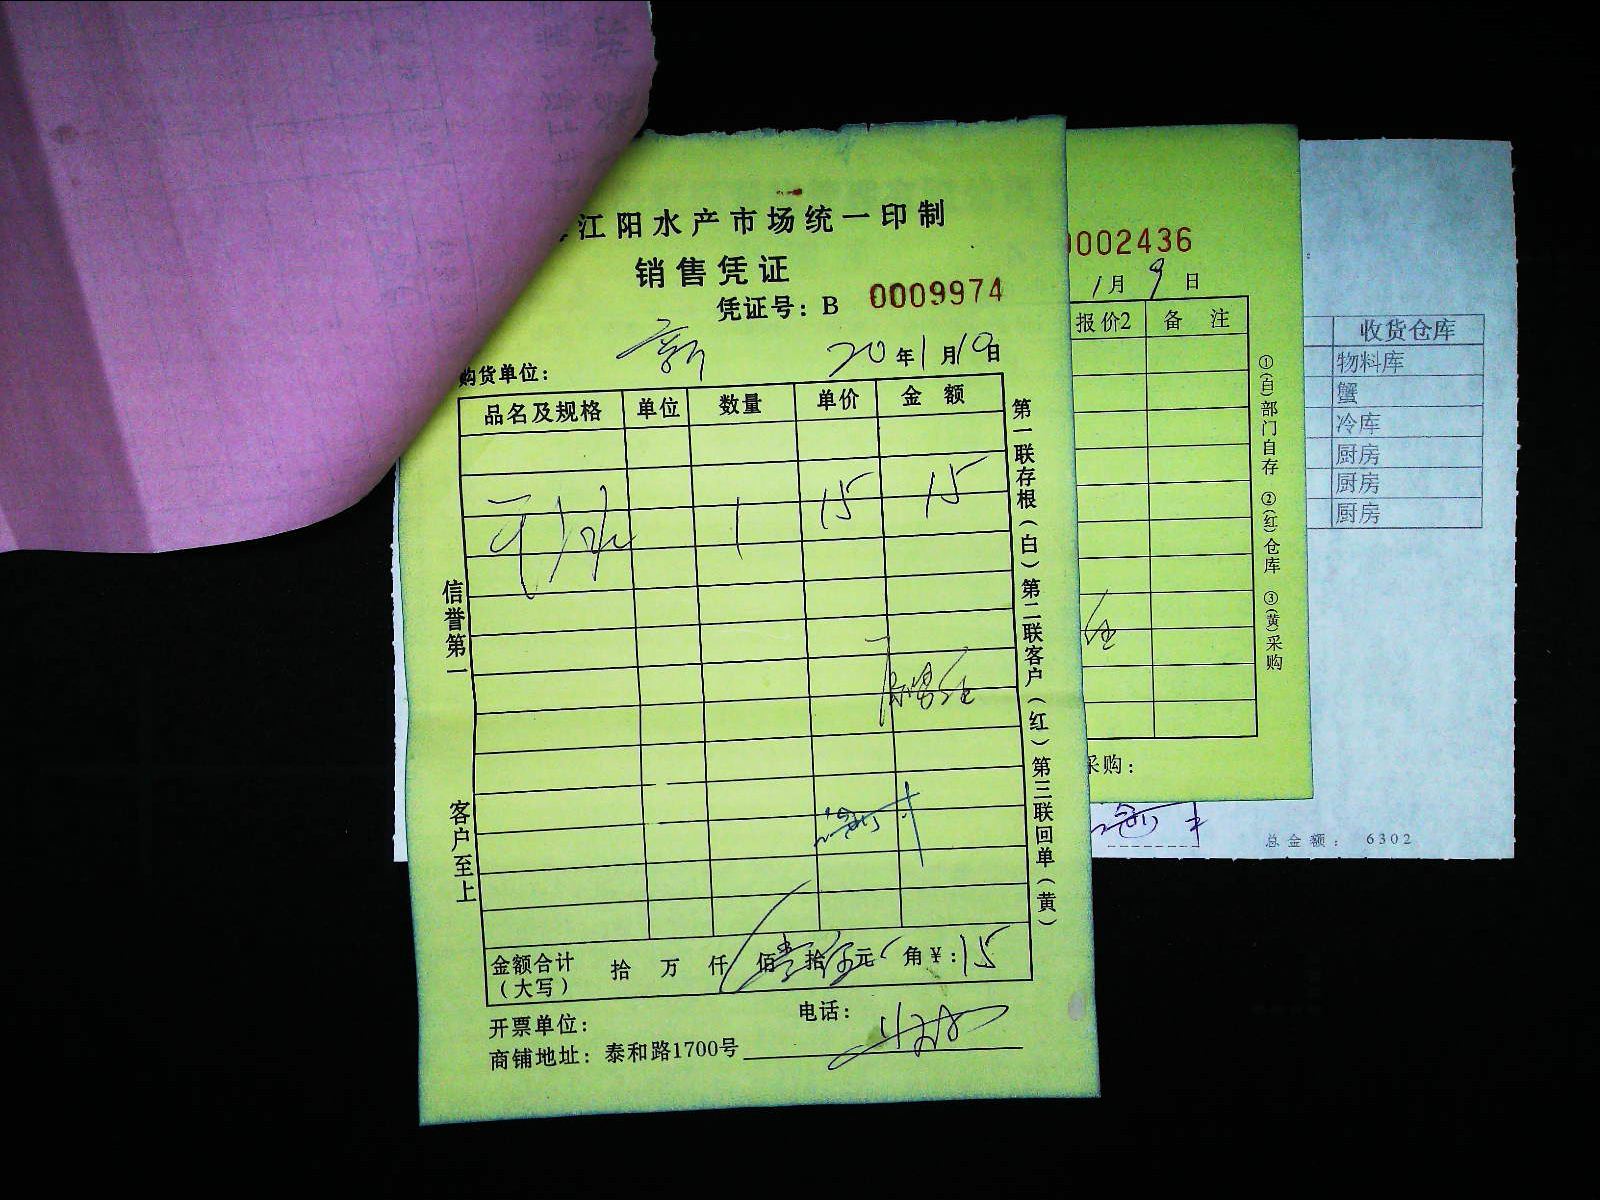 江阳水产市场统一印制
销售凭证
凭证号：B 0009974
购货单位：
20年1月10日
品名及规格 单位 数量 单价 金额
1 15 15
信誉第一
客户至上
第一联存根（白）第二联客户（红）第三联回单（黄）
金额合计（大写） 拾 万 仟 佰 拾 元 角 ¥：15
开票单位： 电话：
商铺地址：泰和路1700号
0002436
1月9日
报价2 备 注
①(白)部门自存 ②(红)仓库 ③(黄)采购
采购：
收货仓库
物料库
蟹
冷库
厨房
厨房
厨房
总金额： 6302